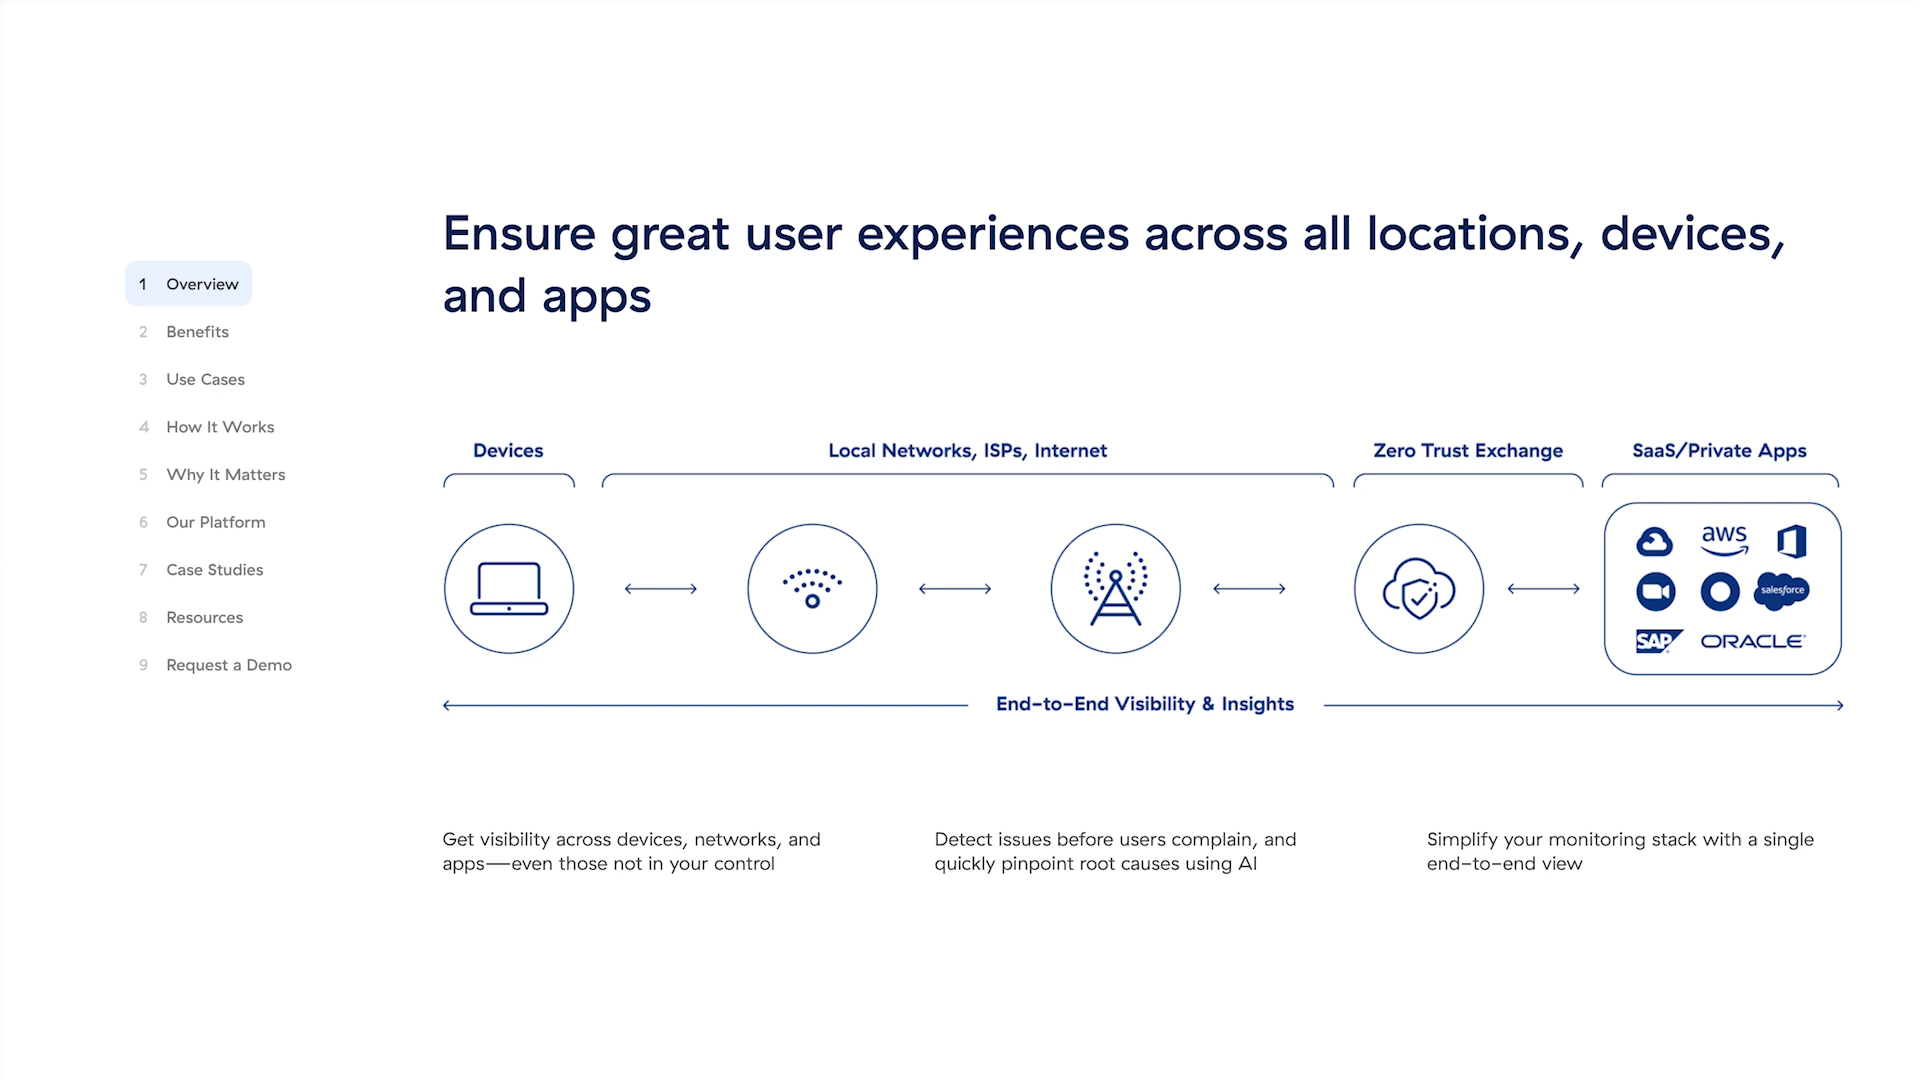 Ensure great user experiences across all locations, devices,
and apps
1 Overview
2 Benefits
3 Use Cases
4 How It Works
5 Why It Matters
6 Our Platform
7 Case Studies
8 Resources
9 Request a Demo
Devices
Local Networks, ISPs, Internet
Zero Trust Exchange
SaaS/Private Apps
aws
salesforce
SAP
ORACLE
End-to-End Visibility & Insights
Get visibility across devices, networks, and
apps—even those not in your control
Detect issues before users complain, and
quickly pinpoint root causes using AI
Simplify your monitoring stack with a single
end-to-end view